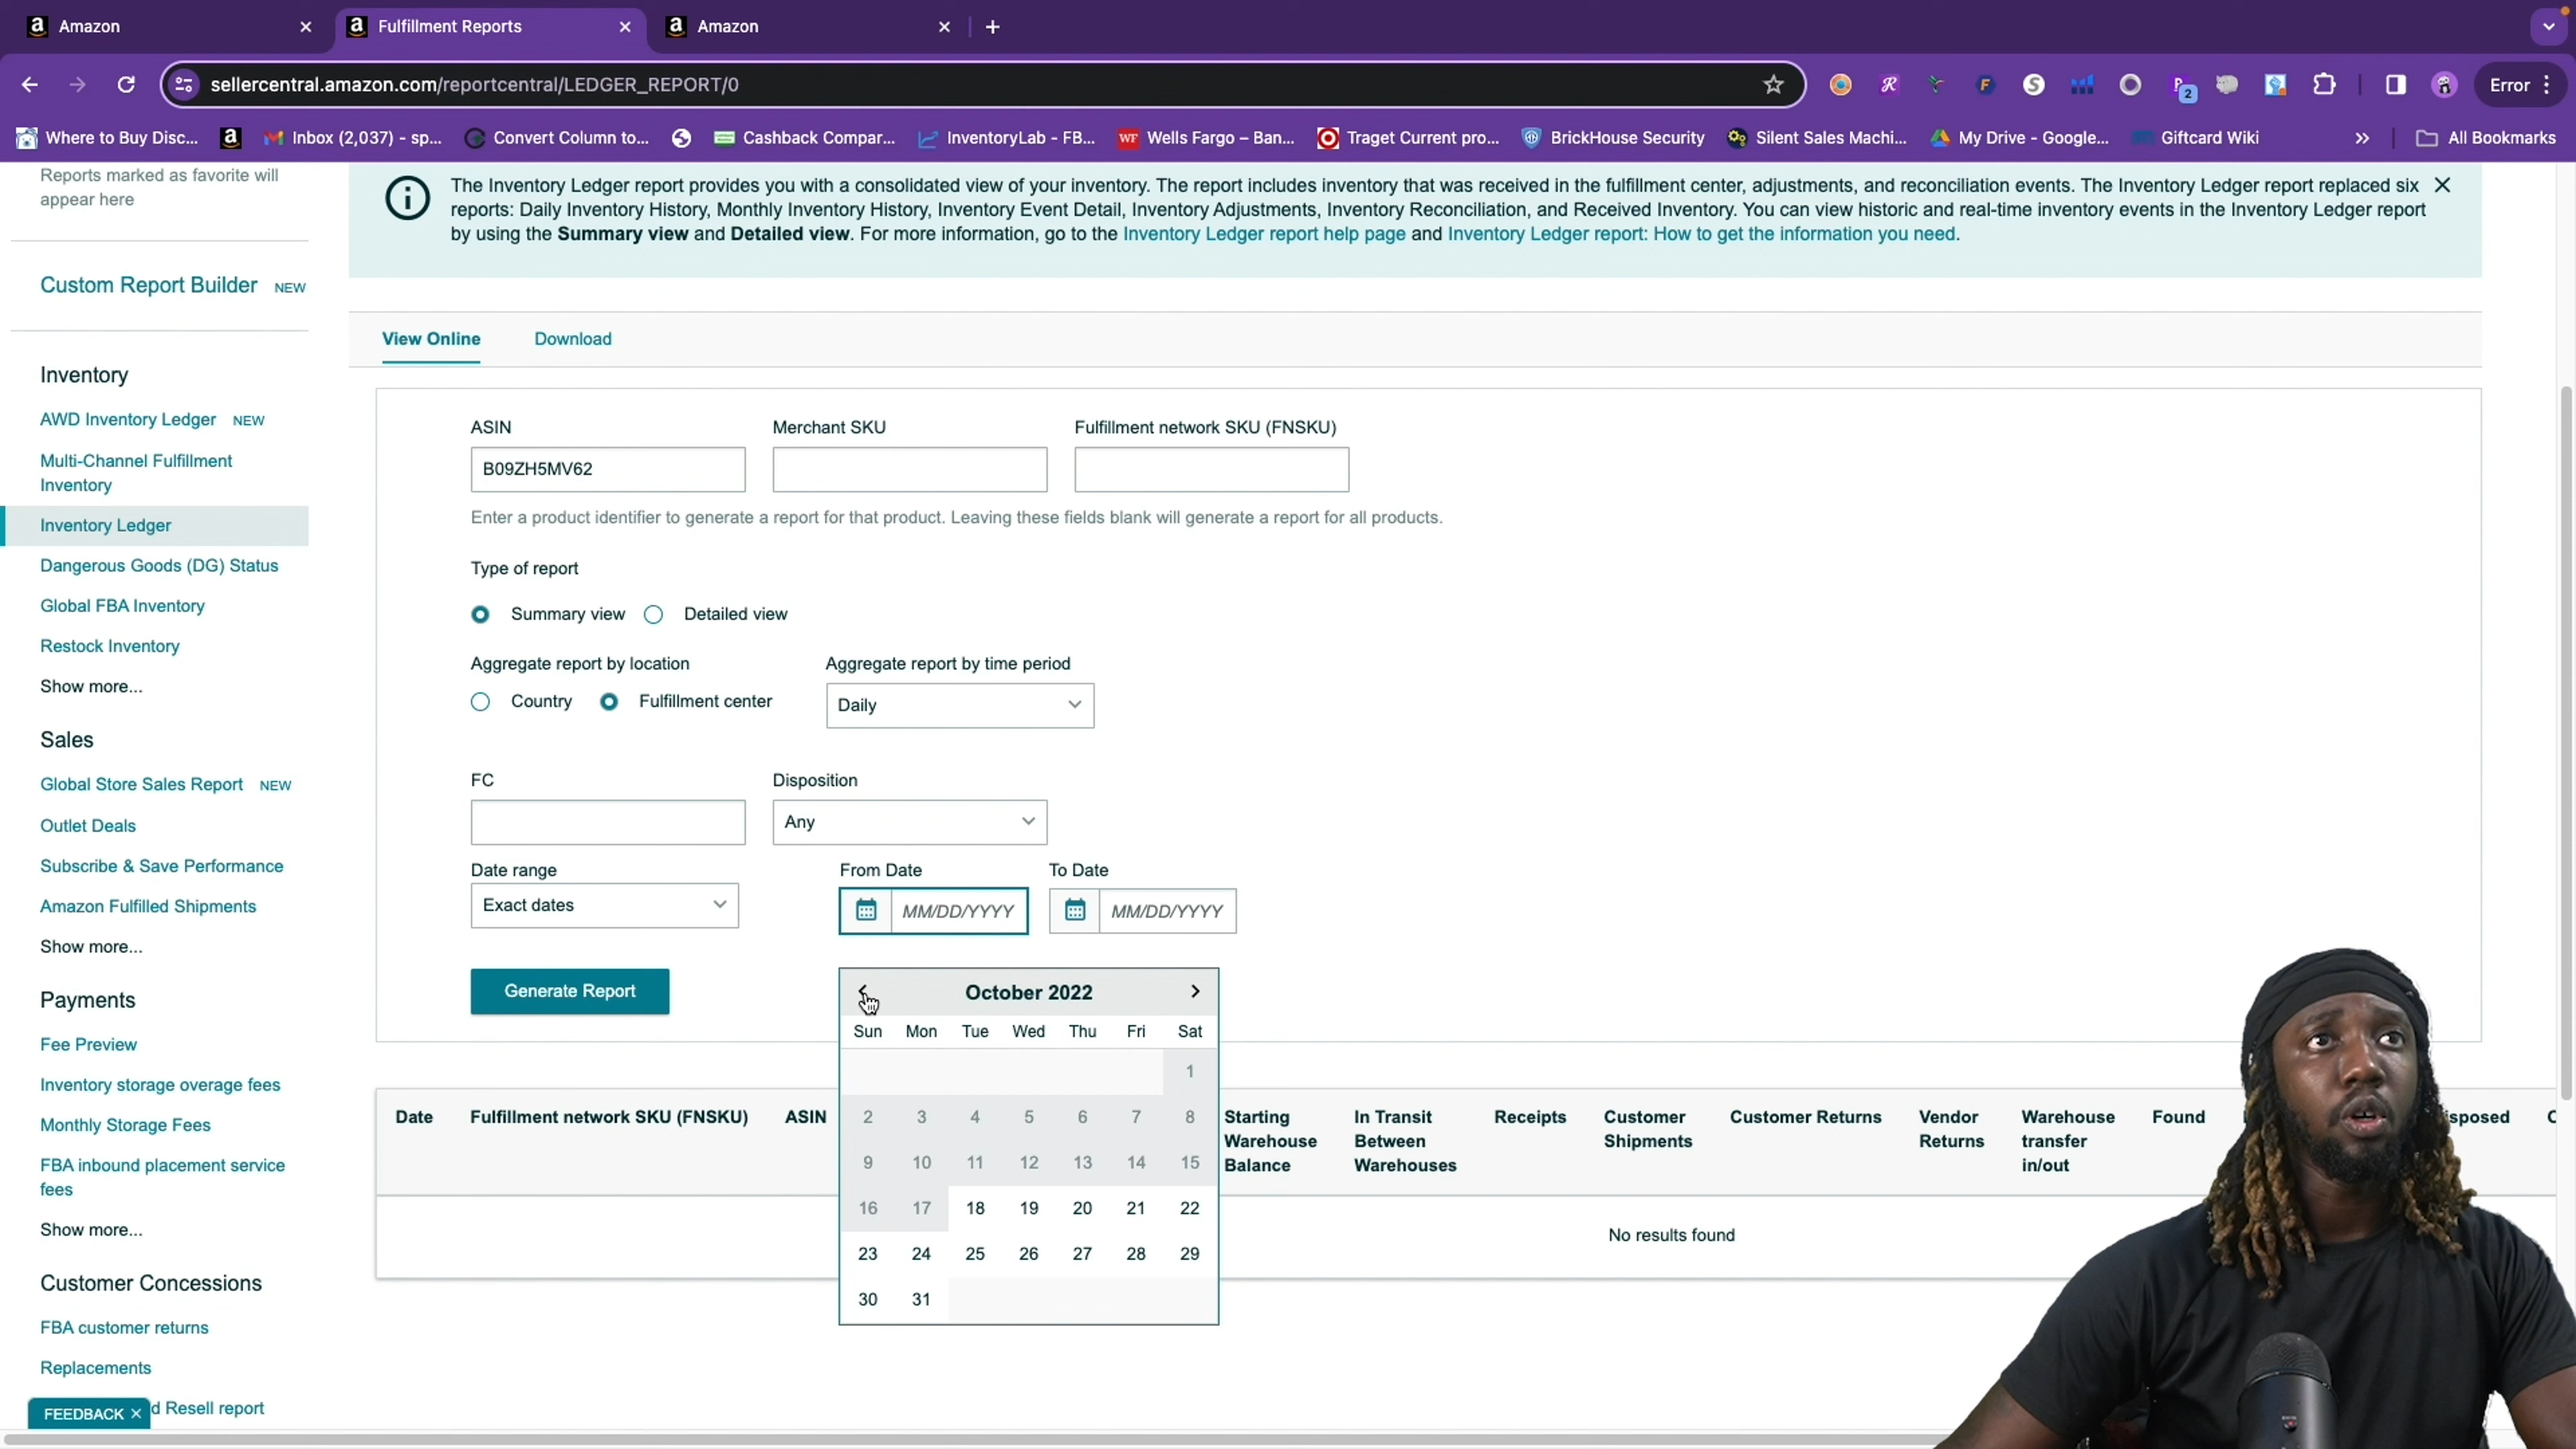 Amazon
Fulfillment Reports
Amazon
sellercentral.amazon.com/reportcentral/LEDGER_REPORT/0
2
Error
Where to Buy Disc...
Inbox (2,037) - sp...
Convert Column to...
Cashback Compar...
InventoryLab - FB...
WF
Wells Fargo – Ban...
Traget Current pro...
BrickHouse Security
Silent Sales Machi...
My Drive - Google...
Giftcard Wiki
All Bookmarks
Reports marked as favorite will
appear here
Custom Report Builder NEW
Inventory
AWD Inventory Ledger NEW
Multi-Channel Fulfillment
Inventory
Inventory Ledger
Dangerous Goods (DG) Status
Global FBA Inventory
Restock Inventory
Show more...
Sales
Global Store Sales Report NEW
Outlet Deals
Subscribe & Save Performance
Amazon Fulfilled Shipments
Show more...
Payments
Fee Preview
Inventory storage overage fees
Monthly Storage Fees
FBA inbound placement service
fees
Show more...
Customer Concessions
FBA customer returns
Replacements
d Resell report
FEEDBACK
The Inventory Ledger report provides you with a consolidated view of your inventory. The report includes inventory that was received in the fulfillment center, adjustments, and reconciliation events. The Inventory Ledger report replaced six
reports: Daily Inventory History, Monthly Inventory History, Inventory Event Detail, Inventory Adjustments, Inventory Reconciliation, and Received Inventory. You can view historic and real-time inventory events in the Inventory Ledger report
by using the Summary view and Detailed view. For more information, go to the Inventory Ledger report help page and Inventory Ledger report: How to get the information you need.
View Online Download
ASIN Merchant SKU Fulfillment network SKU (FNSKU)
B09ZH5MV62
Enter a product identifier to generate a report for that product. Leaving these fields blank will generate a report for all products.
Type of report
Summary view Detailed view
Aggregate report by location Aggregate report by time period
Country Fulfillment center Daily
FC Disposition
Any
Date range From Date To Date
Exact dates MM/DD/YYYY MM/DD/YYYY
Generate Report
October 2022
Sun Mon Tue Wed Thu Fri Sat
1
2 3 4 5 6 7 8
9 10 11 12 13 14 15
16 17 18 19 20 21 22
23 24 25 26 27 28 29
30 31
Date Fulfillment network SKU (FNSKU) ASIN
Starting
Warehouse
Balance
In Transit
Between
Warehouses
Receipts
Customer
Shipments
Customer Returns
Vendor
Returns
Warehouse
transfer
in/out
Found
sposed
No results found